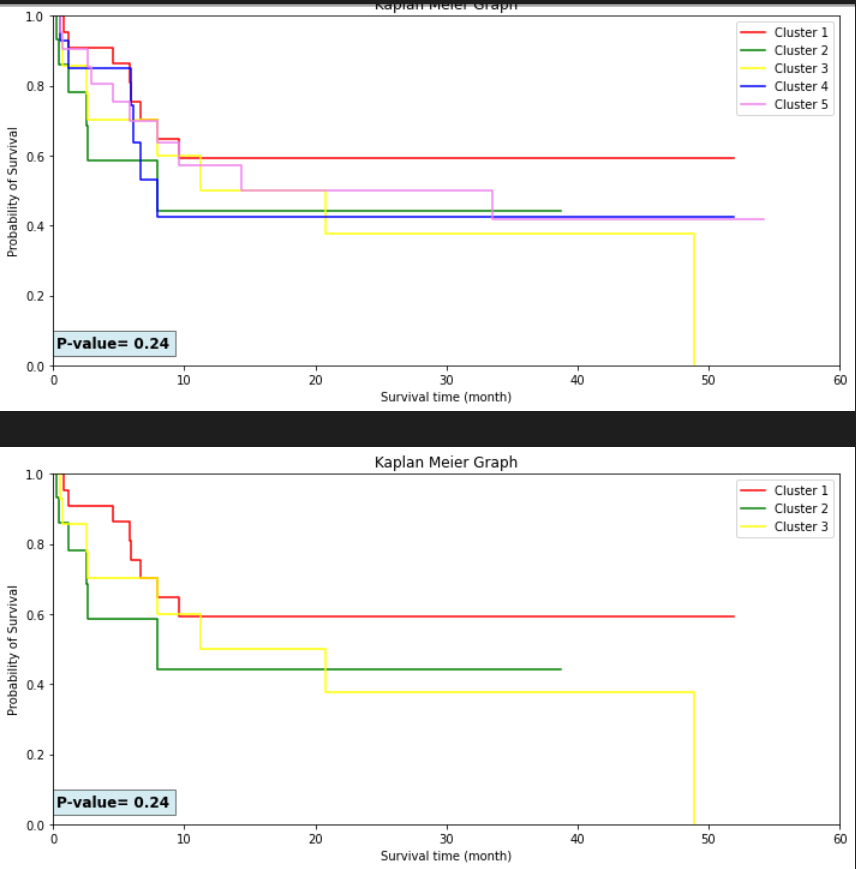 Kaplan Meier Graph
1.0
0.8
0.6
0.4
0.2
0.0
Probability of Survival
Cluster 1
Cluster 2
Cluster 3
Cluster 4
Cluster 5
P-value= 0.24
0 10 20 30 40 50 60
Survival time (month)
Kaplan Meier Graph
1.0
0.8
0.6
0.4
0.2
0.0
Probability of Survival
Cluster 1
Cluster 2
Cluster 3
P-value= 0.24
0 10 20 30 40 50 60
Survival time (month)